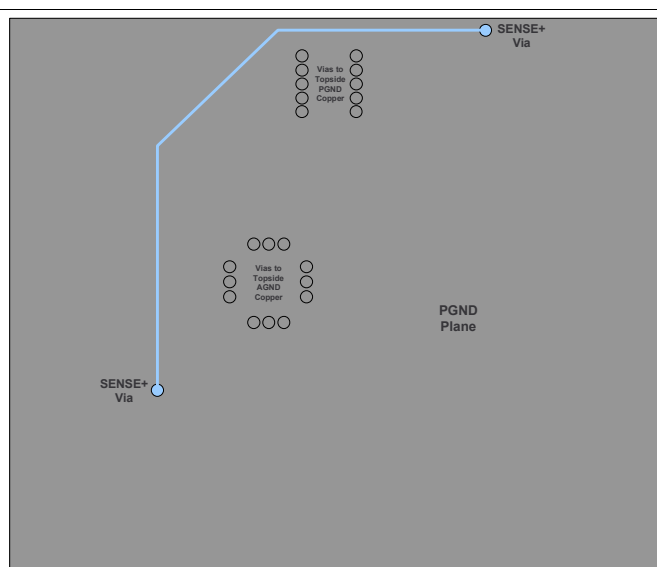 SENSE+
Via
Vias to
Topside
PGND
Copper
Vias to
Topside
AGND
Copper
PGND
Plane
SENSE+
Via